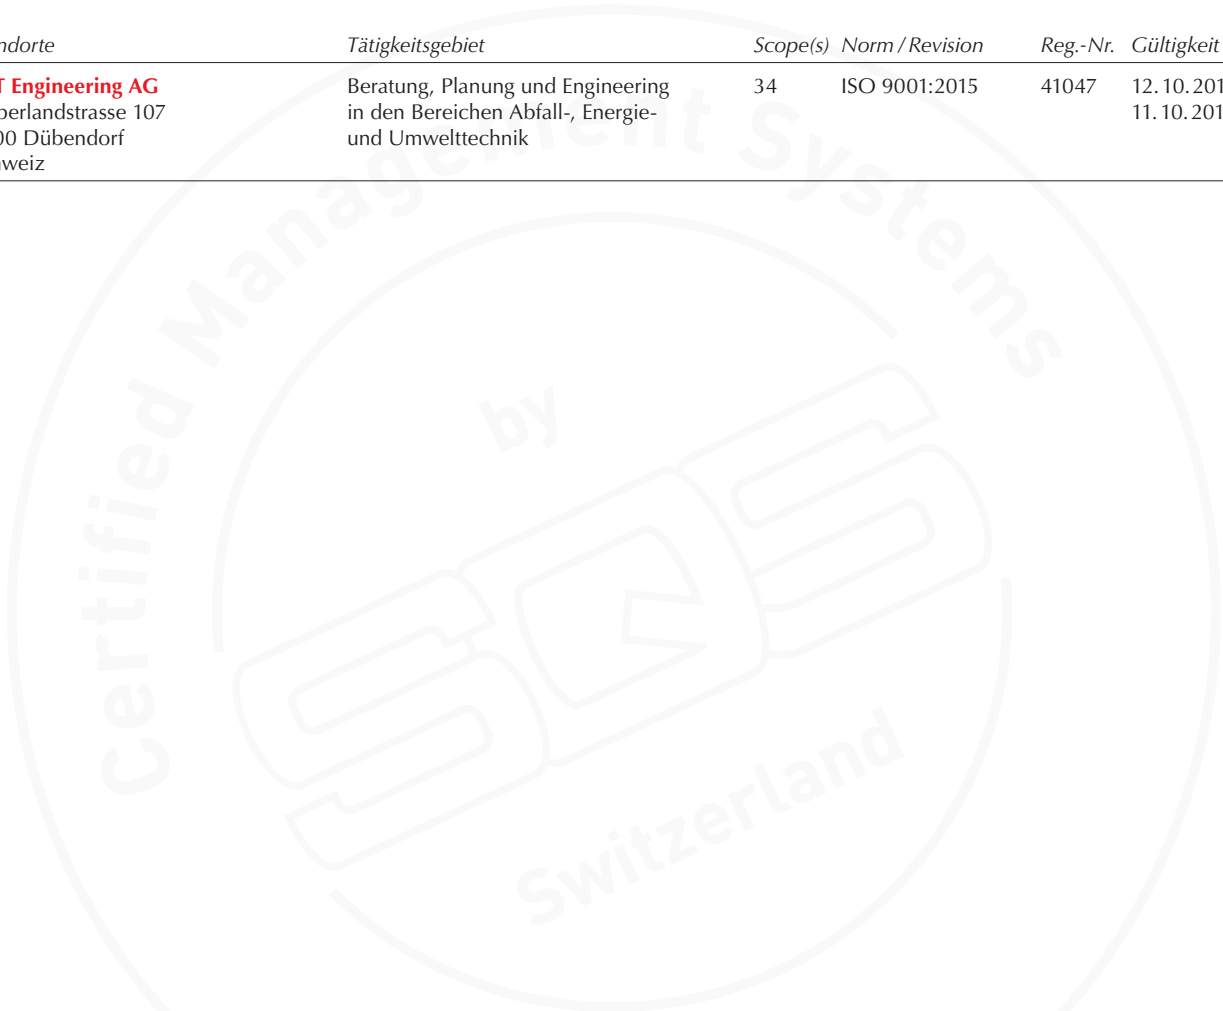 ndorte Tätigkeitsgebiet Scope(s) Norm / Revision Reg.-Nr. Gültigkeit
T Engineering AG Beratung, Planung und Engineering 34 ISO 9001:2015 41047 12.10.201
berlandstrasse 107 in den Bereichen Abfall-, Energie- 11.10.201
00 Dübendorf und Umwelttechnik
weiz
Certified Management Systems
by
SQS
Switzerland